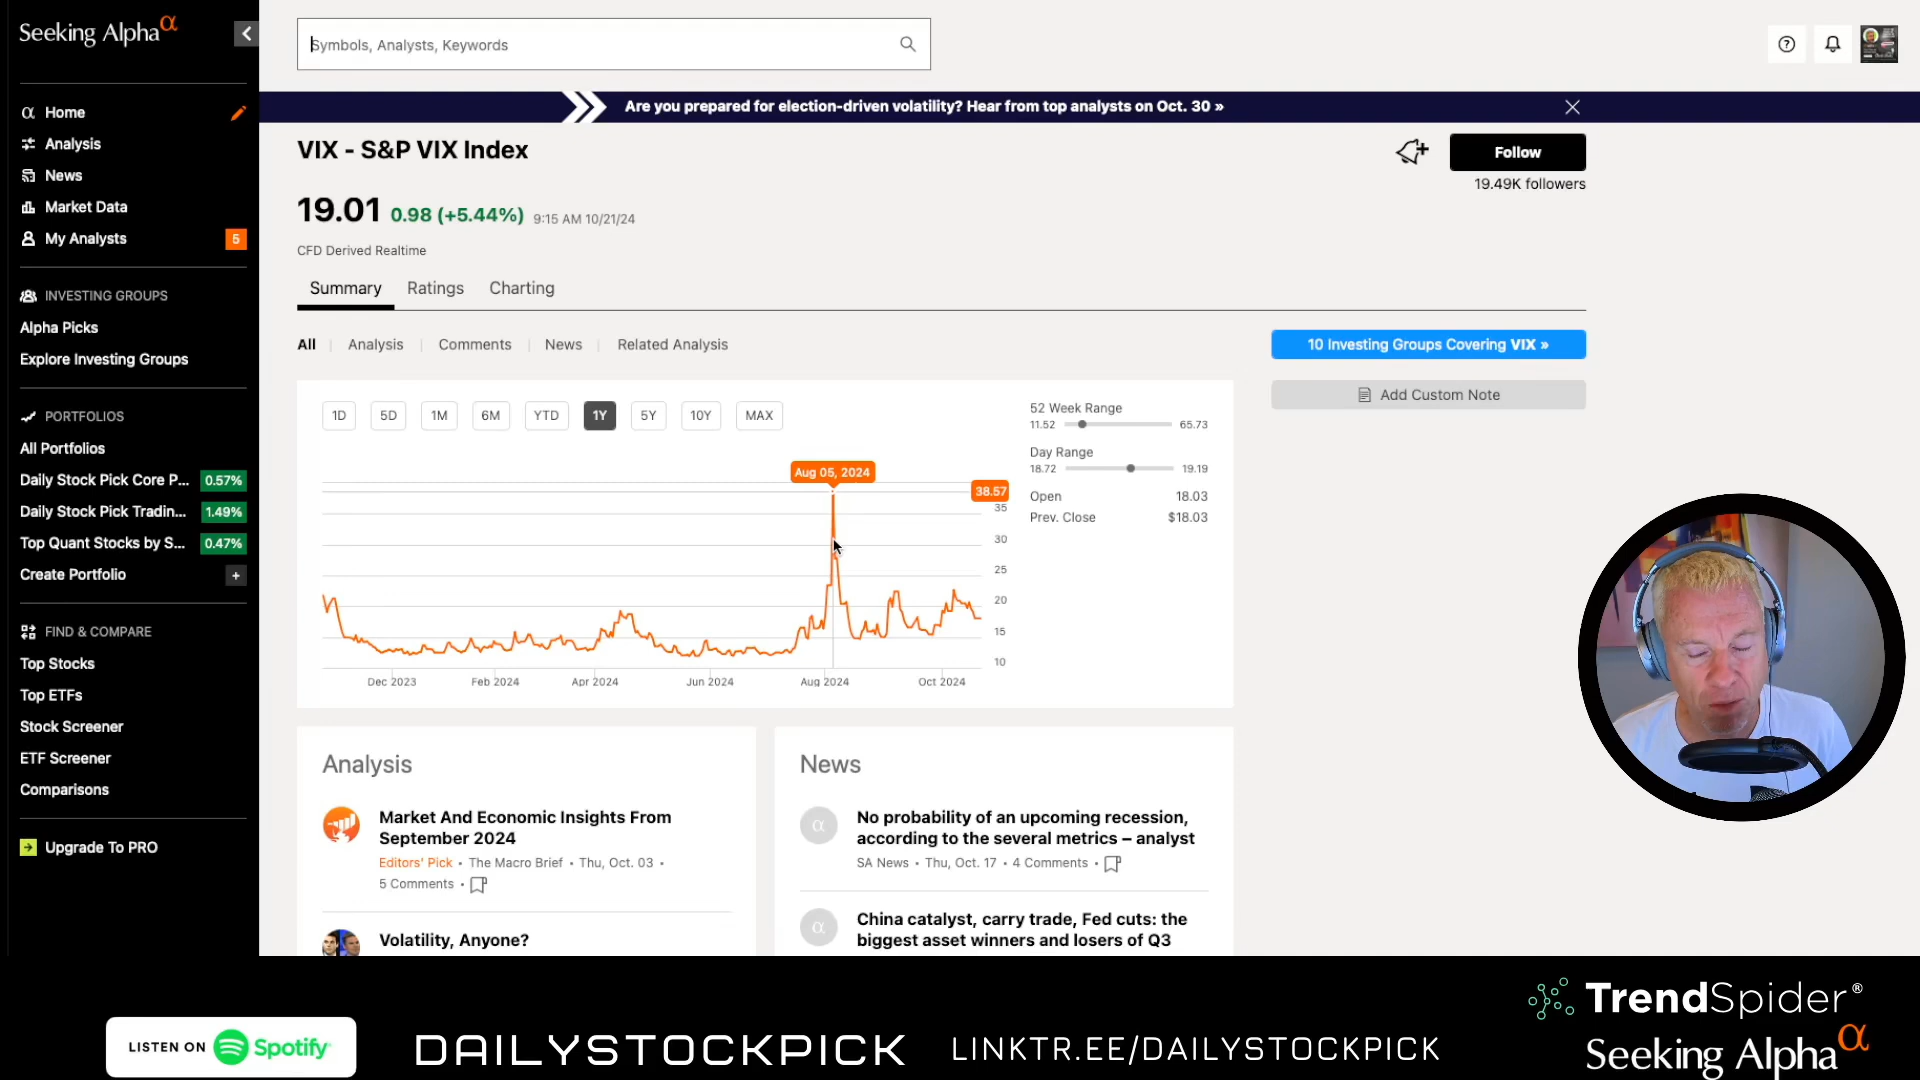 Seeking Alpha α
Symbols, Analysts, Keywords
Home
Analysis
News
Market Data
My Analysts 5
INVESTING GROUPS
Alpha Picks
Explore Investing Groups
PORTFOLIOS
All Portfolios
Daily Stock Pick Core P... 0.57%
Daily Stock Pick Tradin... 1.49%
Top Quant Stocks by S... 0.47%
Create Portfolio +
FIND & COMPARE
Top Stocks
Top ETFs
Stock Screener
ETF Screener
Comparisons
Upgrade To PRO
Are you prepared for election-driven volatility? Hear from top analysts on Oct. 30 »
VIX - S&P VIX Index
Follow
19.49K followers
19.01 0.98 (+5.44%) 9:15 AM 10/21/24
CFD Derived Realtime
Summary Ratings Charting
All | Analysis | Comments | News | Related Analysis
10 Investing Groups Covering VIX »
Add Custom Note
1D 5D 1M 6M YTD 1Y 5Y 10Y MAX
Aug 05, 2024
38.57
35
30
25
20
15
10
Dec 2023 Feb 2024 Apr 2024 Jun 2024 Aug 2024 Oct 2024
52 Week Range
11.52 65.73
Day Range
18.72 19.19
Open 18.03
Prev. Close $18.03
Analysis
Market And Economic Insights From
September 2024
Editors' Pick • The Macro Brief • Thu, Oct. 03 •
5 Comments •
Volatility, Anyone?
News
No probability of an upcoming recession,
according to the several metrics – analyst
SA News • Thu, Oct. 17 • 4 Comments •
China catalyst, carry trade, Fed cuts: the
biggest asset winners and losers of Q3
LISTEN ON Spotify
DAILYSTOCKPICK
LINKTR.EE/DAILYSTOCKPICK
TrendSpider®
Seeking Alpha α